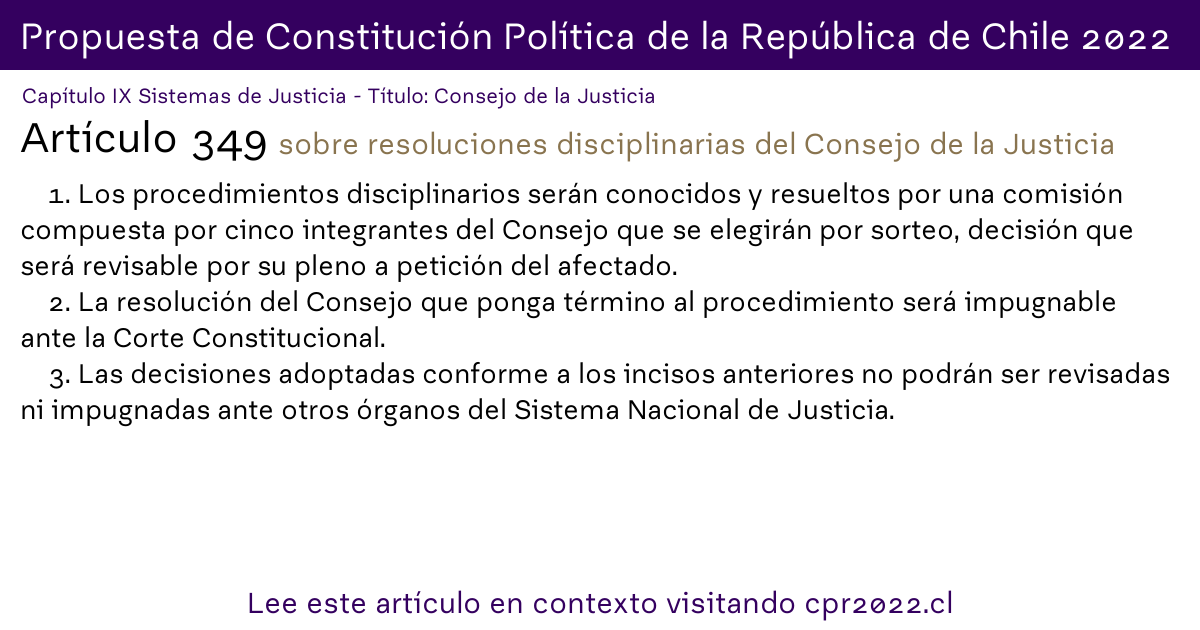 Propuesta de Constitución Política de la República de Chile 2022
Capítulo IX Sistemas de Justicia - Título: Consejo de la Justicia
Artículo 349 sobre resoluciones disciplinarias del Consejo de la Justicia
1. Los procedimientos disciplinarios serán conocidos y resueltos por una comisión
compuesta por cinco integrantes del Consejo que se elegirán por sorteo, decisión que
será revisable por su pleno a petición del afectado.
2. La resolución del Consejo que ponga término al procedimiento será impugnable
ante la Corte Constitucional.
3. Las decisiones adoptadas conforme a los incisos anteriores no podrán ser revisadas
ni impugnadas ante otros órganos del Sistema Nacional de Justicia.
Lee este artículo en contexto visitando cpr2022.cl